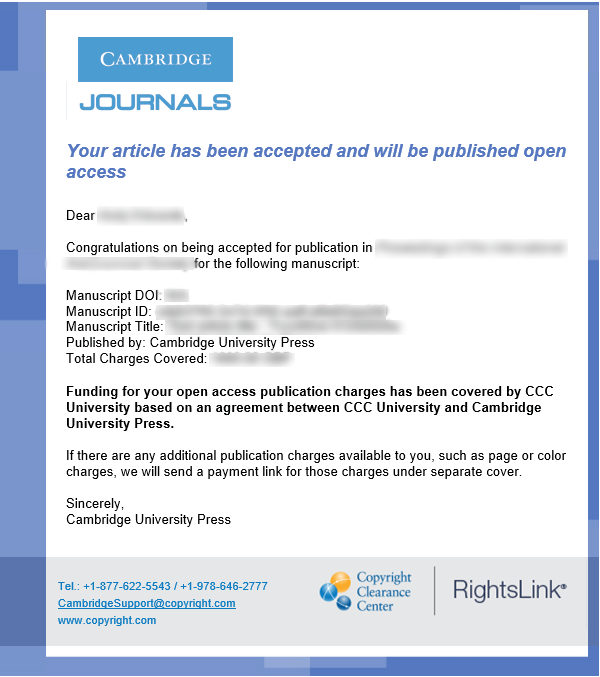 CAMBRIDGE
JOURNALS
Your article has been accepted and will be published open
access
Dear ,
Congratulations on being accepted for publication in
for the following manuscript:
Manuscript DOI:
Manuscript ID:
Manuscript Title:
Published by: Cambridge University Press
Total Charges Covered:
Funding for your open access publication charges has been covered by CCC
University based on an agreement between CCC University and Cambridge
University Press.
If there are any additional publication charges available to you, such as page or color
charges, we will send a payment link for those charges under separate cover.
Sincerely,
Cambridge University Press
Tel.: +1-877-622-5543 / +1-978-646-2777
CambridgeSupport@copyright.com
www.copyright.com
Copyright
Clearance
Center
RightsLink®